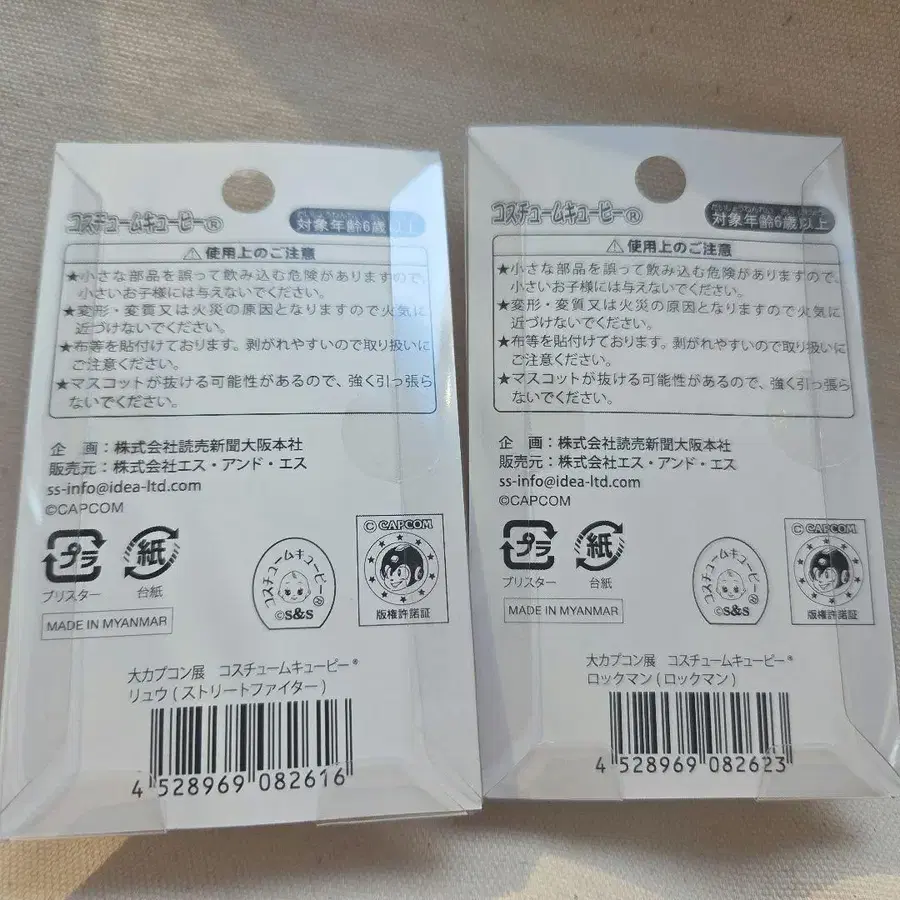 コスチュームキューピー®
対象年齢6歳以上
⚠使用上のご注意
★小さな部品を誤って飲み込む危険がありますので、
小さいお子様には与えないでください。
★変形・変質又は火災の原因となりますので火気に
近づけないでください。
★布等を貼付けております。剥がれやすいので取り扱いに
ご注意ください。
★マスコットが抜ける可能性があるので、強く引っ張ら
ないでください。
企　画：株式会社読売新聞大阪本社
販売元：株式会社エス・アンド・エス
ss-info@idea-ltd.com
©CAPCOM
プラ
ブリスター
紙
台紙
コスチュームキューピー®
©S&S
© CAPCOM
版権許諾証
MADE IN MYANMAR
大カプコン展　コスチュームキューピー®
リュウ(ストリートファイター)
4 528969 082616
コスチュームキューピー®
対象年齢6歳以上
⚠使用上のご注意
★小さな部品を誤って飲み込む危険がありますので、
小さいお子様には与えないでください。
★変形・変質又は火災の原因となりますので火気に
近づけないでください。
★布等を貼付けております。剥がれやすいので取り扱いに
ご注意ください。
★マスコットが抜ける可能性があるので、強く引っ張ら
ないでください。
企　画：株式会社読売新聞大阪本社
販売元：株式会社エス・アンド・エス
ss-info@idea-ltd.com
©CAPCOM
プラ
ブリスター
紙
台紙
コスチュームキューピー®
©S&S
© CAPCOM
版権許諾証
MADE IN MYANMAR
大カプコン展　コスチュームキューピー®
ロックマン(ロックマン)
4 528969 082623